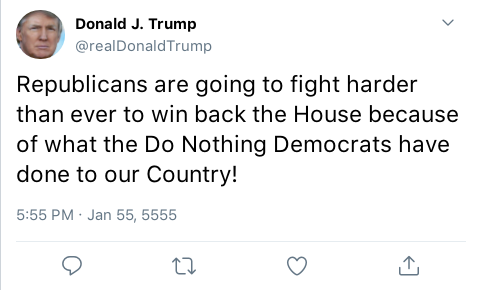 Donald J. Trump
@realDonaldTrump
Republicans are going to fight harder
than ever to win back the House because
of what the Do Nothing Democrats have
done to our Country!
5:55 PM · Jan 55, 5555